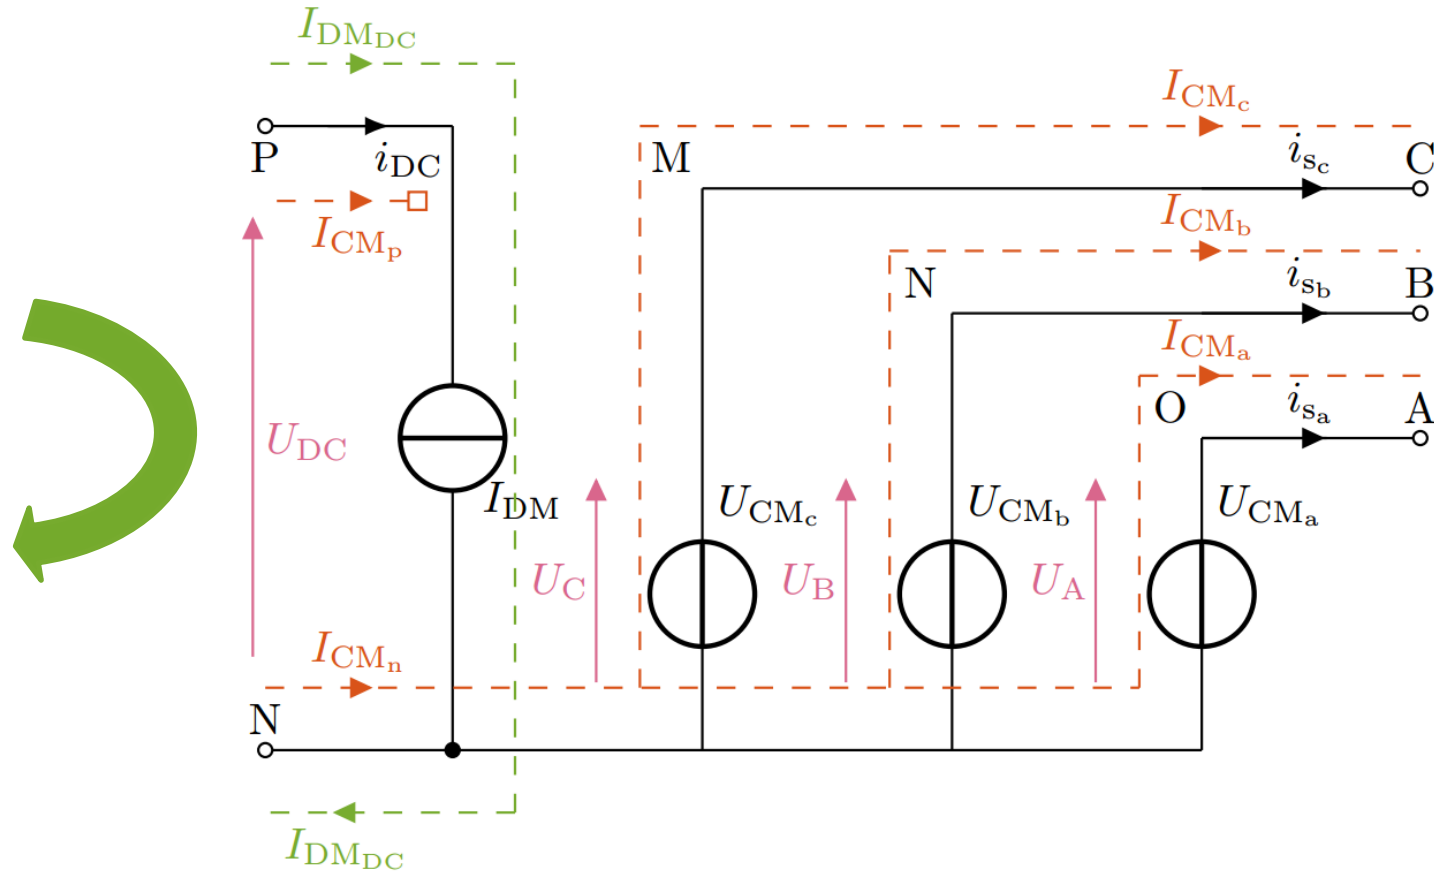 I_DM_DC
I_CM_c
P
i_DC
M
i_s_c
C
I_CM_p
I_CM_b
N
i_s_b
B
I_CM_a
O
i_s_a
A
U_DC
I_DM
U_CM_c
U_CM_b
U_CM_a
U_C
U_B
U_A
I_CM_n
N
I_DM_DC